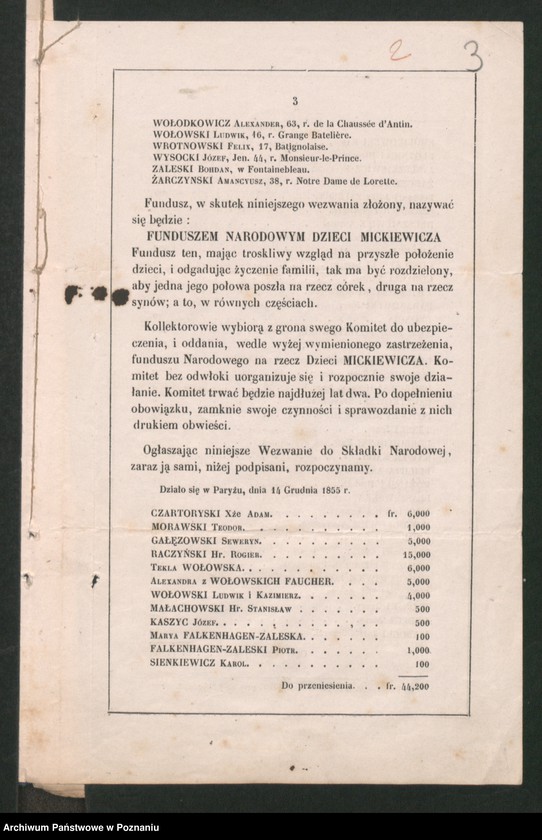 2 3
3
WOŁODKOWICZ ALEXANDER, 63, r. de la Chaussée d'Antin.
WOŁOWSKI LUDWIK, 16, r. Grange Batelière.
WROTNOWSKI FELIX, 17, Batignolaise.
WYSOCKI JÓZEF, Jen. 44, r. Monsieur-le-Prince.
ZALESKI BOHDAN, w Fontainebleau.
ŻARCZYNSKI AMANCYUSZ, 38, r. Notre Dame de Lorette.
Fundusz, w skutek niniejszego wezwania złożony, nazywać
się będzie :
FUNDUSZEM NARODOWYM DZIECI MICKIEWICZA
Fundusz ten, mając troskliwy wzgląd na przyszłe położenie
dzieci, i odgadując życzenie familii, tak ma być rozdzielony,
aby jedna jego połowa poszła na rzecz córek, druga na rzecz
synów; a to, w równych częściach.
Kollektorowie wybiorą z grona swego Komitet do ubezpie-
czenia, i oddania, wedle wyżej wymienionego zastrzeżenia,
funduszu Narodowego na rzecz Dzieci MICKIEWICZA. Ko-
mitet bez odwłoki uorganizuje się i rozpocznie swoje dzia-
łanie. Komitet trwać będzie najdłużej lat dwa. Po dopełnieniu
obowiązku, zamknie swoje czynności i sprawozdanie z nich
drukiem obwieści.
Ogłaszając niniejsze Wezwanie do Składki Narodowej,
zaraz ją sami, niżej podpisani, rozpoczynamy.
Działo się w Paryżu, dnia 14 Grudnia 1855 r.
CZARTORYSKI Xże ADAM. . . . . . . . . fr. 6,000
MORAWSKI TEODOR. . . . . . . . . . . 1,000
GAŁĘZOWSKI SEWERYN. . . . . . . . . 5,000
RACZYŃSKI Hr. ROGIER. . . . . . . . . 15,000
TEKLA WOŁOWSKA. . . . . . . . . . . 6,000
ALEXANDRA z WOŁOWSKICH FAUCHER. . . . 5,000
WOŁOWSKI LUDWIK i KAZIMIERZ. . . . . . 4,000
MAŁACHOWSKI Hr. STANISŁAW . . . . . . 500
KASZYC JÓZEF. . . . . . . . . . . . . 500
MARYA FALKENHAGEN-ZALESKA. . . . . . 100
FALKENHAGEN-ZALESKI PIOTR. . . . . . . 1,000
SIENKIEWICZ KAROL. . . . . . . . . . 100
Do przeniesienia. . . fr. 44,200
Archiwum Państwowe w Poznaniu